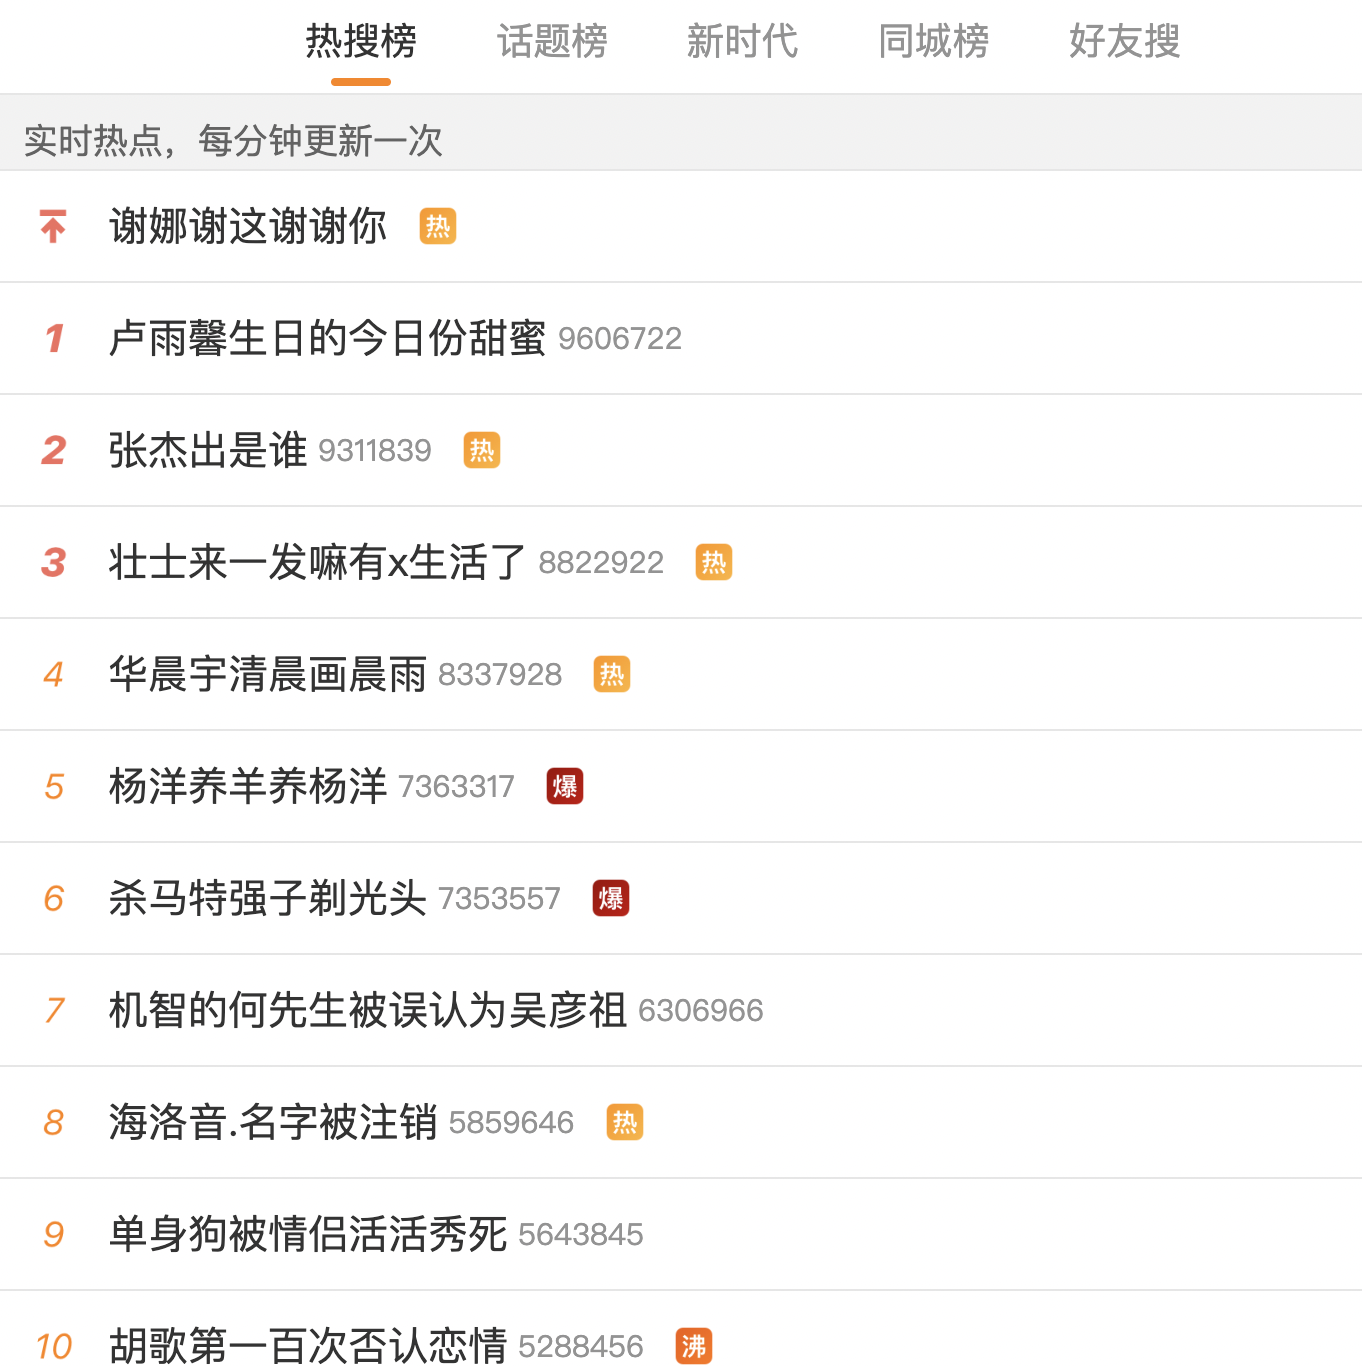 热搜榜 话题榜 新时代 同城榜 好友搜
实时热点，每分钟更新一次
谢娜谢这谢谢你 热
1 卢雨馨生日的今日份甜蜜 9606722
2 张杰出是谁 9311839 热
3 壮士来一发嘛有x生活了 8822922 热
4 华晨宇清晨画晨雨 8337928 热
5 杨洋养羊养杨洋 7363317 爆
6 杀马特强子剃光头 7353557 爆
7 机智的何先生被误认为吴彦祖 6306966
8 海洛音.名字被注销 5859646 热
9 单身狗被情侣活活秀死 5643845
10 胡歌第一百次否认恋情 5288456 沸